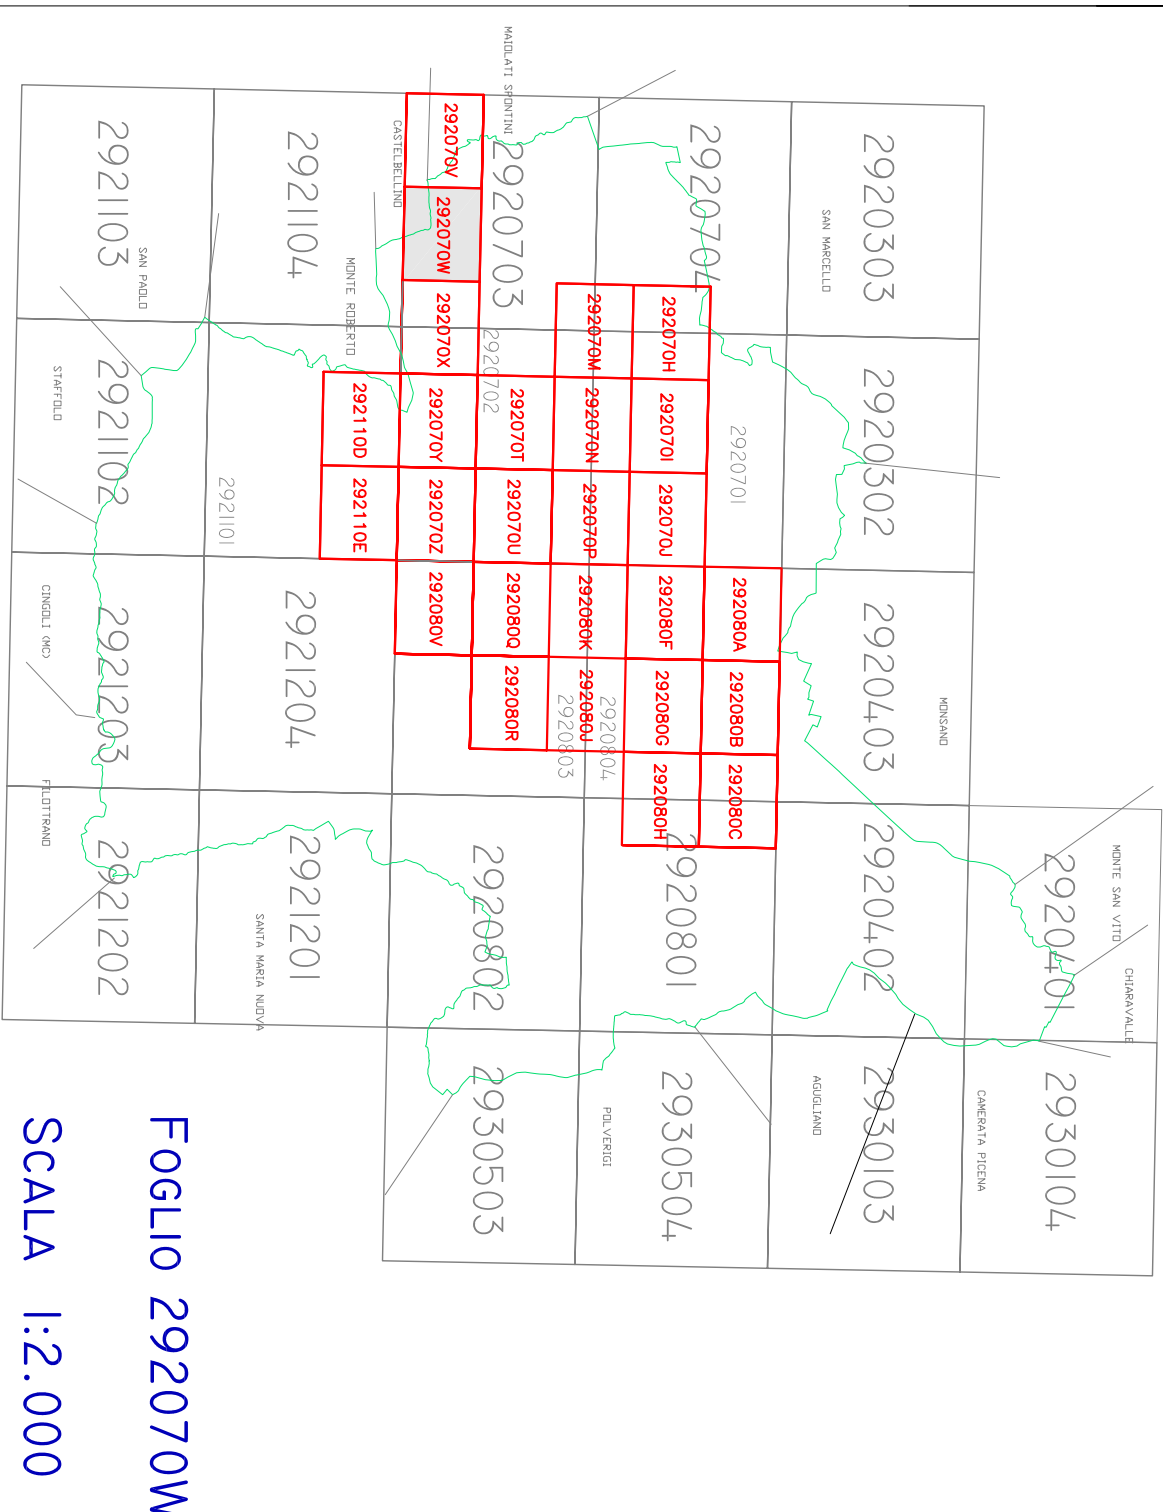 CHIARAVALLE
MONTE SAN VITO
2920401 2930104
CAMERATA PICENA
MONSANO
2920303 2920302 2920403 2920402 2930103
SAN MARCELLO AGUGLIANO
2920701 292080A 292080B 292080C
2920704 2920801 2930504
292070H 292070I 292070J 292080F 292080G 292080H
2920804 POLVERIGI
292070M 292070N 292070P 292080K 292080J
2920803
MAIOLATI SPONTINI 2920703 292070T 292070U 292080Q 292080R
2920802 2930503
2920702
292070V 292070W 292070X 292070Y 292070Z 292080V
CASTELBELLINO
292110D 292110E
MONTE ROBERTO
2921104 2921204 2921201
SANTA MARIA NUOVA
2921101
SAN PAOLO
2921103 2921102 2921203 2921202
STAFFOLO
CINGOLI (MC) FILOTTRANO
FOGLIO 292070W
SCALA 1:2.000